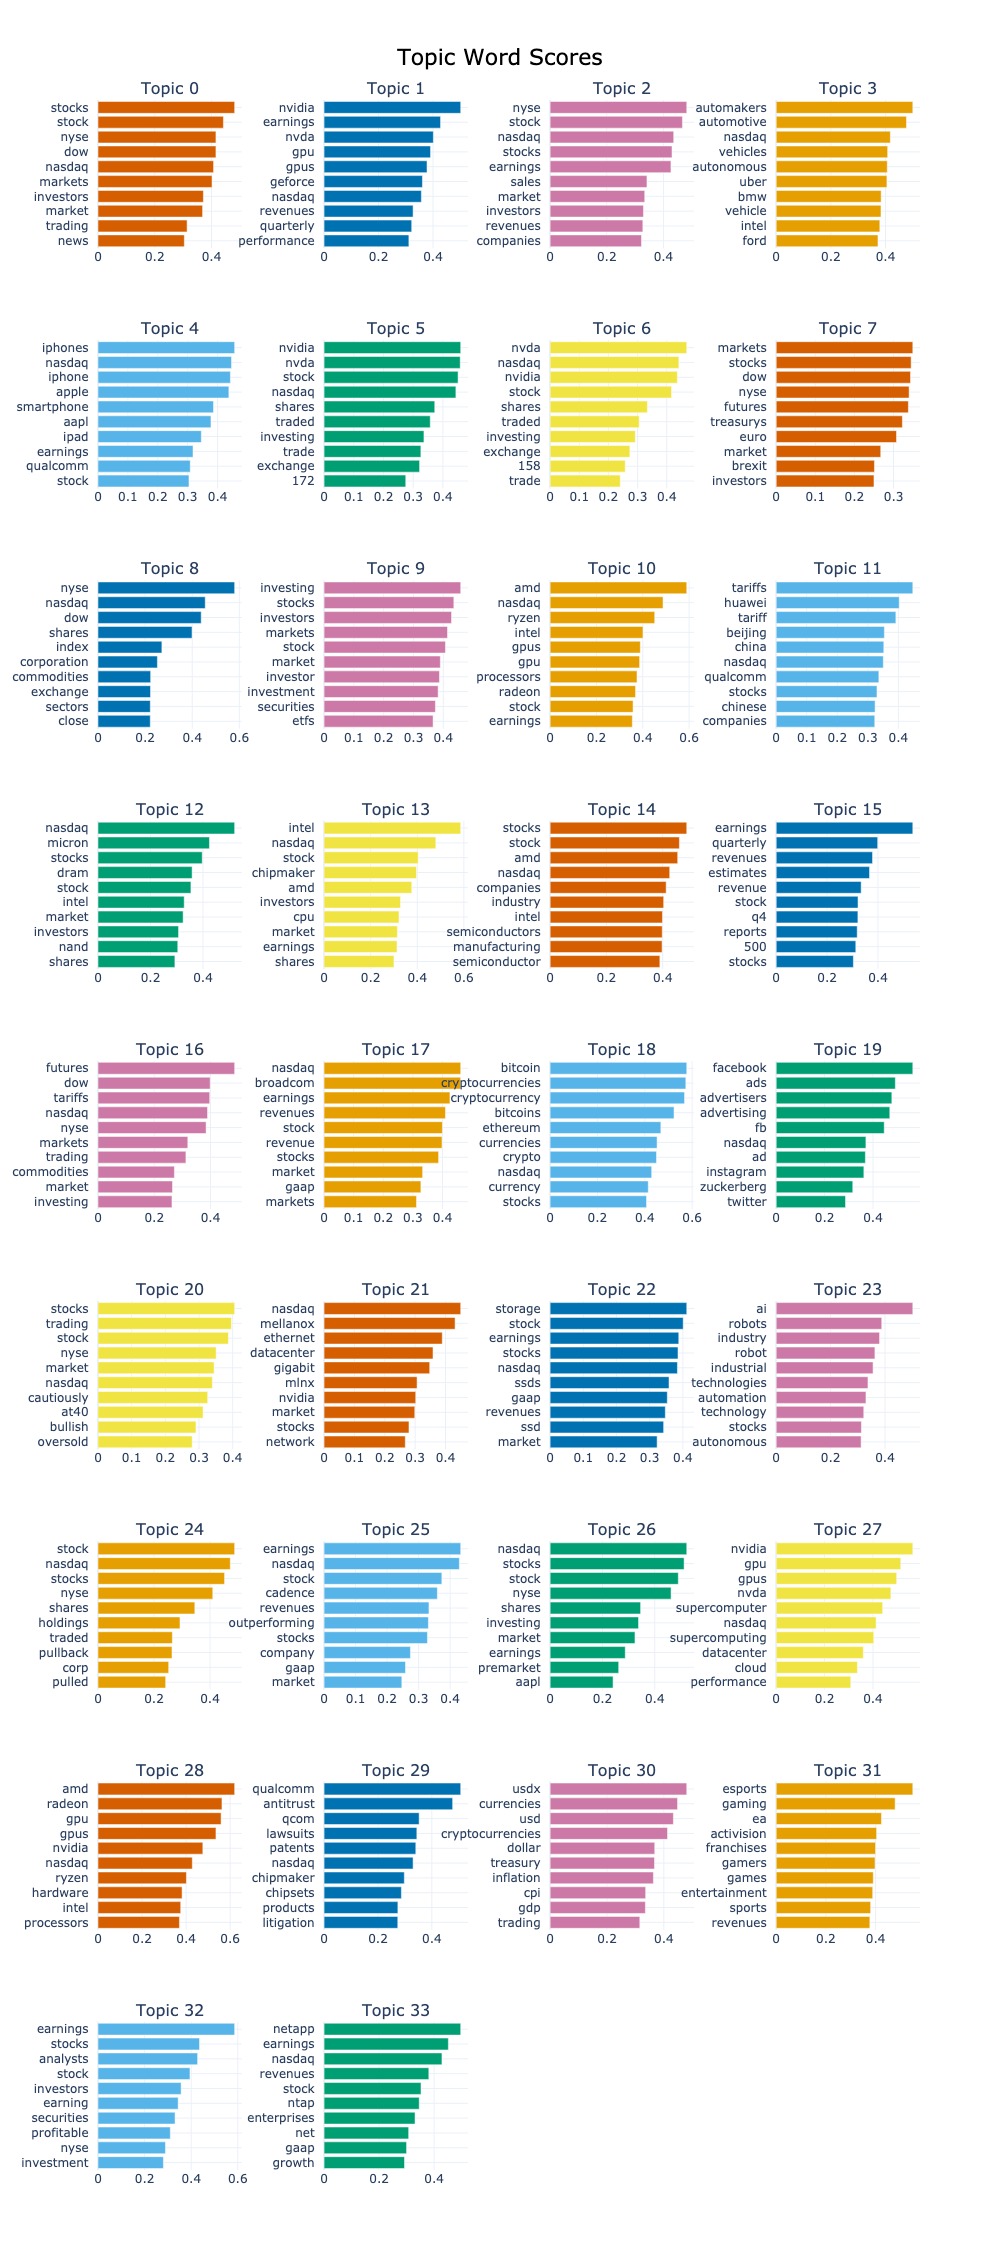 Topic Word Scores
Topic 0
stocks
stock
nyse
dow
nasdaq
markets
investors
market
trading
news
0 0.2 0.4
Topic 1
nvidia
earnings
nvda
gpu
gpus
geforce
nasdaq
revenues
quarterly
performance
0 0.2 0.4
Topic 2
nyse
stock
nasdaq
stocks
earnings
sales
market
investors
revenues
companies
0 0.2 0.4
Topic 3
automakers
automotive
nasdaq
vehicles
autonomous
uber
bmw
vehicle
intel
ford
0 0.2 0.4
Topic 4
iphones
nasdaq
iphone
apple
smartphone
aapl
ipad
earnings
qualcomm
stock
0 0.1 0.2 0.3 0.4
Topic 5
nvidia
nvda
stock
nasdaq
shares
traded
investing
trade
exchange
172
0 0.1 0.2 0.3 0.4
Topic 6
nvda
nasdaq
nvidia
stock
shares
traded
investing
exchange
158
trade
0 0.1 0.2 0.3 0.4
Topic 7
markets
stocks
dow
nyse
futures
treasurys
euro
market
brexit
investors
0 0.1 0.2 0.3
Topic 8
nyse
nasdaq
dow
shares
index
corporation
commodities
exchange
sectors
close
0 0.2 0.4 0.6
Topic 9
investing
stocks
investors
markets
stock
market
investor
investment
securities
etfs
0 0.1 0.2 0.3 0.4
Topic 10
amd
nasdaq
ryzen
intel
gpus
gpu
processors
radeon
stock
earnings
0 0.2 0.4 0.6
Topic 11
tariffs
huawei
tariff
beijing
china
nasdaq
qualcomm
stocks
chinese
companies
0 0.1 0.2 0.3 0.4
Topic 12
nasdaq
micron
stocks
dram
stock
intel
market
investors
nand
shares
0 0.2 0.4
Topic 13
intel
nasdaq
stock
chipmaker
amd
investors
cpu
market
earnings
shares
0 0.2 0.4 0.6
Topic 14
stocks
stock
amd
nasdaq
companies
industry
intel
semiconductors
manufacturing
semiconductor
0 0.2 0.4
Topic 15
earnings
quarterly
revenues
estimates
revenue
stock
q4
reports
500
stocks
0 0.2 0.4
Topic 16
futures
dow
tariffs
nasdaq
nyse
markets
trading
commodities
market
investing
0 0.2 0.4
Topic 17
nasdaq
broadcom
earnings
revenues
stock
revenue
stocks
market
gaap
markets
0 0.1 0.2 0.3 0.4
Topic 18
bitcoin
cryptocurrencies
cryptocurrency
bitcoins
ethereum
currencies
crypto
nasdaq
currency
stocks
0 0.2 0.4 0.6
Topic 19
facebook
ads
advertisers
advertising
fb
nasdaq
ad
instagram
zuckerberg
twitter
0 0.2 0.4
Topic 20
stocks
trading
stock
nyse
market
nasdaq
cautiously
at40
bullish
oversold
0 0.1 0.2 0.3 0.4
Topic 21
nasdaq
mellanox
ethernet
datacenter
gigabit
mlnx
nvidia
market
stocks
network
0 0.1 0.2 0.3 0.4
Topic 22
storage
stock
earnings
stocks
nasdaq
ssds
gaap
revenues
ssd
market
0 0.1 0.2 0.3 0.4
Topic 23
ai
robots
industry
robot
industrial
technologies
automation
technology
stocks
autonomous
0 0.2 0.4
Topic 24
stock
nasdaq
stocks
nyse
shares
holdings
traded
pullback
corp
pulled
0 0.2 0.4
Topic 25
earnings
nasdaq
stock
cadence
revenues
outperforming
stocks
company
gaap
market
0 0.1 0.2 0.3 0.4
Topic 26
nasdaq
stocks
stock
nyse
shares
investing
market
earnings
premarket
aapl
0 0.2 0.4
Topic 27
nvidia
gpu
gpus
nvda
supercomputer
nasdaq
supercomputing
datacenter
cloud
performance
0 0.2 0.4
Topic 28
amd
radeon
gpu
gpus
nvidia
nasdaq
ryzen
hardware
intel
processors
0 0.2 0.4 0.6
Topic 29
qualcomm
antitrust
qcom
lawsuits
patents
nasdaq
chipmaker
chipsets
products
litigation
0 0.2 0.4
Topic 30
usdx
currencies
usd
cryptocurrencies
dollar
treasury
inflation
cpi
gdp
trading
0 0.2 0.4
Topic 31
esports
gaming
ea
activision
franchises
gamers
games
entertainment
sports
revenues
0 0.2 0.4
Topic 32
earnings
stocks
analysts
stock
investors
earning
securities
profitable
nyse
investment
0 0.2 0.4 0.6
Topic 33
netapp
earnings
nasdaq
revenues
stock
ntap
enterprises
net
gaap
growth
0 0.2 0.4